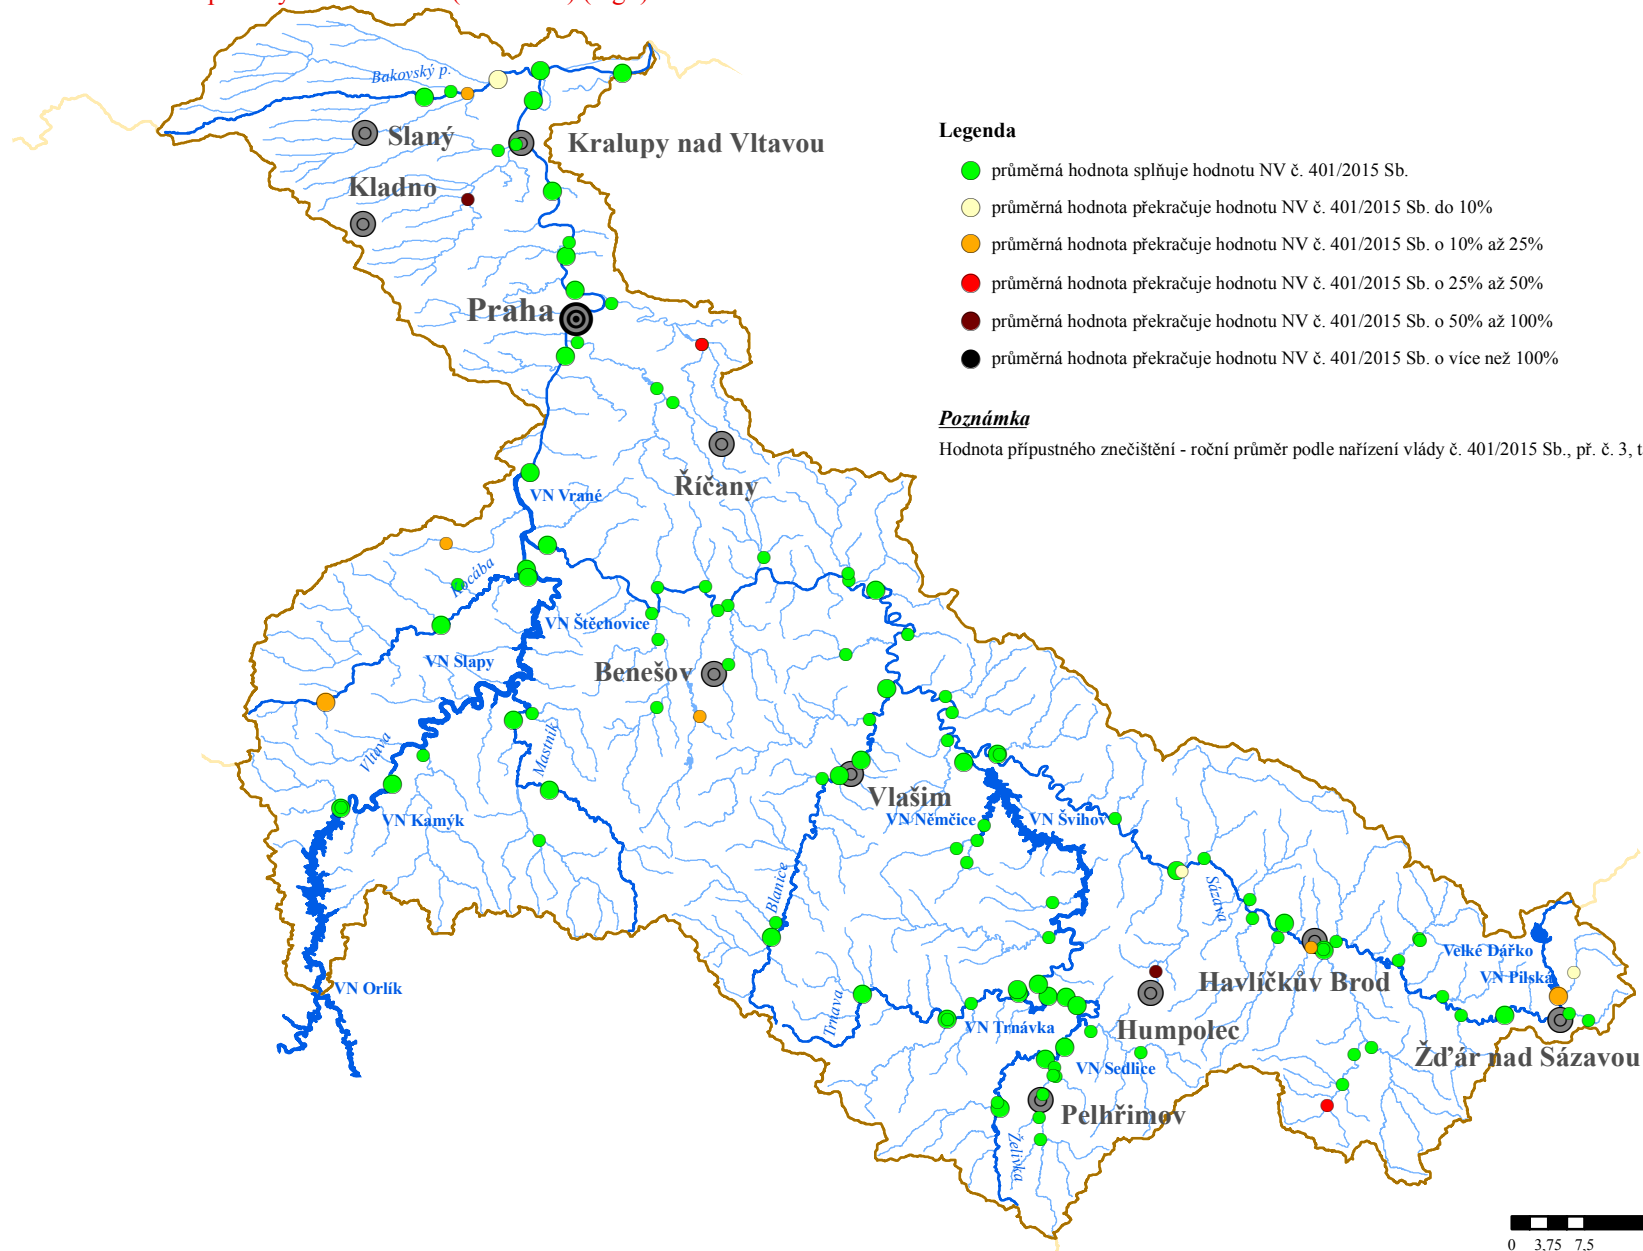 Bakovský p.
Slaný
Kralupy nad Vltavou
Kladno
Praha
Říčany
VN Vrané
Kocába
VN Štěchovice
VN Slapy
Benešov
Vltava
Mastník
VN Kamýk
Vlašim
VN Němčice
VN Švihov
Blanice
Sázava
VN Orlík
Trnava
VN Trnávka
Humpolec
Havlíčkův Brod
Velké Dářko
VN Pilská
Žďár nad Sázavou
VN Sedlice
Pelhřimov
Želivka
Legenda
průměrná hodnota splňuje hodnotu NV č. 401/2015 Sb.
průměrná hodnota překračuje hodnotu NV č. 401/2015 Sb. do 10%
průměrná hodnota překračuje hodnotu NV č. 401/2015 Sb. o 10% až 25%
průměrná hodnota překračuje hodnotu NV č. 401/2015 Sb. o 25% až 50%
průměrná hodnota překračuje hodnotu NV č. 401/2015 Sb. o 50% až 100%
průměrná hodnota překračuje hodnotu NV č. 401/2015 Sb. o více než 100%
Poznámka
Hodnota přípustného znečištění - roční průměr podle nařízení vlády č. 401/2015 Sb., př. č. 3, t
0 3,75 7,5